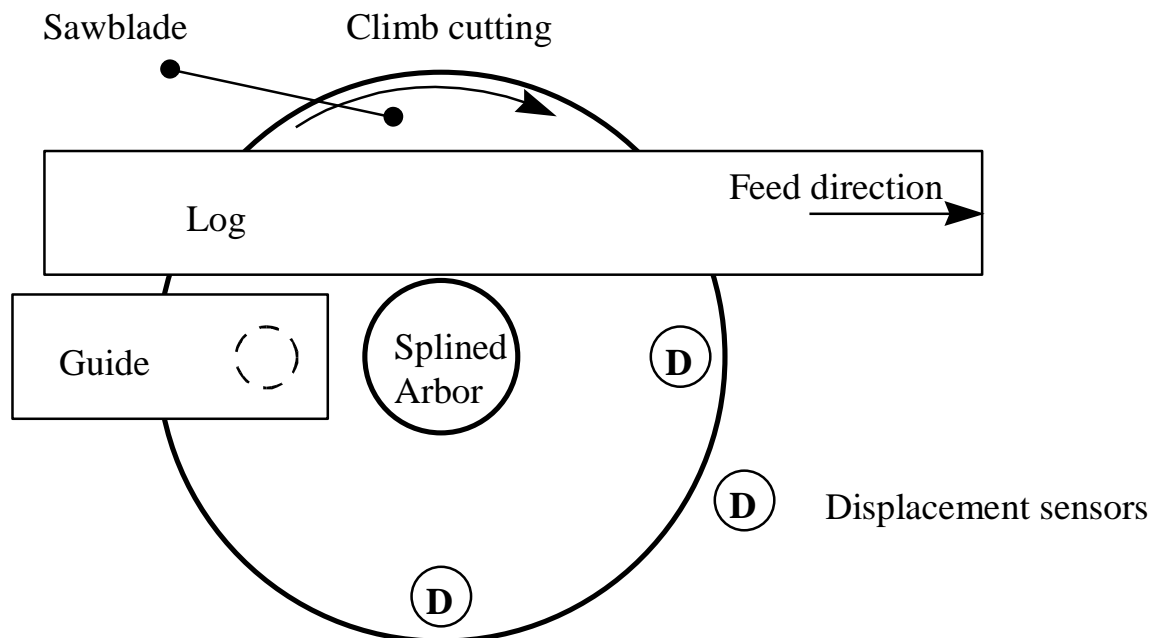 Sawblade
Climb cutting
Feed direction
Log
Guide
Splined
Arbor
D
D
Displacement sensors
D